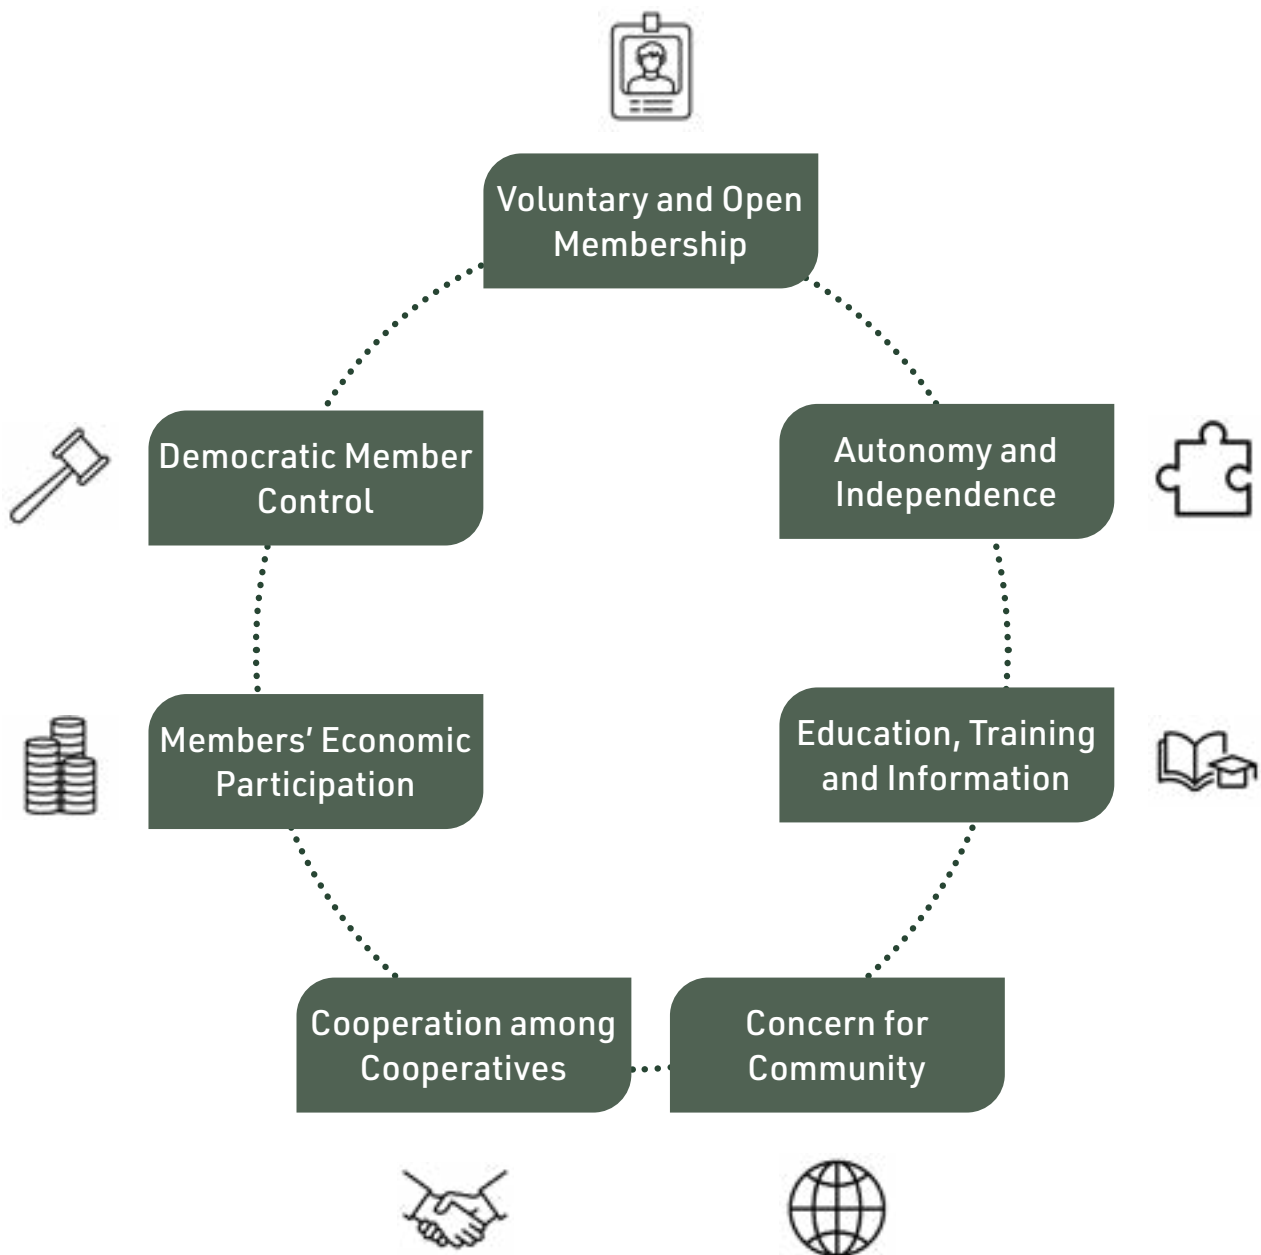 Voluntary and Open
Membership
Democratic Member
Control
Autonomy and
Independence
Members’ Economic
Participation
Education, Training
and Information
Cooperation among
Cooperatives
Concern for
Community